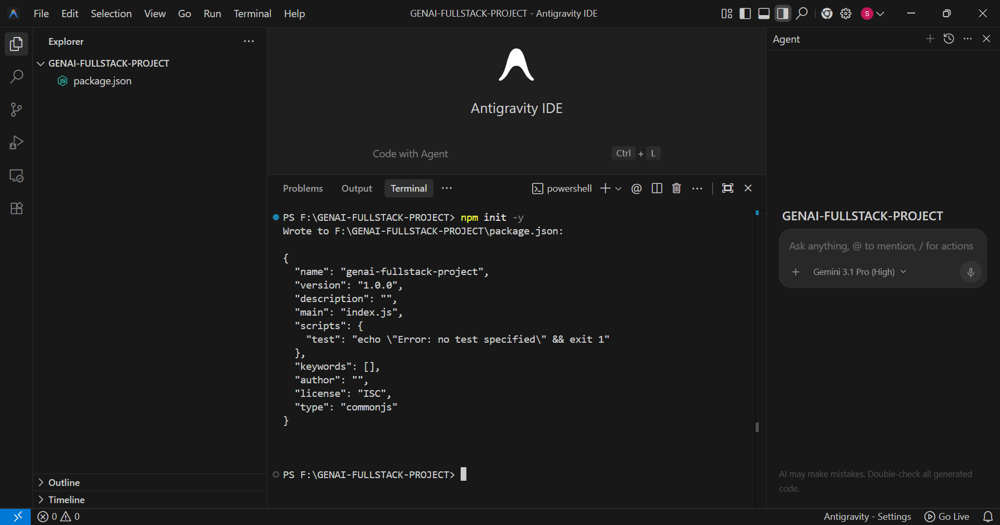 File Edit Selection View Go Run Terminal Help
GENAI-FULLSTACK-PROJECT - Antigravity IDE
S
Explorer
GENAI-FULLSTACK-PROJECT
package.json
Outline
Timeline
Antigravity IDE
Code with Agent Ctrl + L
Problems Output Terminal
powershell
PS F:\GENAI-FULLSTACK-PROJECT> npm init -y
Wrote to F:\GENAI-FULLSTACK-PROJECT\package.json:
{
"name": "genai-fullstack-project",
"version": "1.0.0",
"description": "",
"main": "index.js",
"scripts": {
"test": "echo \"Error: no test specified\" && exit 1"
},
"keywords": [],
"author": "",
"license": "ISC",
"type": "commonjs"
}
PS F:\GENAI-FULLSTACK-PROJECT>
Agent
GENAI-FULLSTACK-PROJECT
Ask anything, @ to mention, / for actions
Gemini 3.1 Pro (High)
AI may make mistakes. Double-check all generated
code.
0 0
Antigravity - Settings Go Live